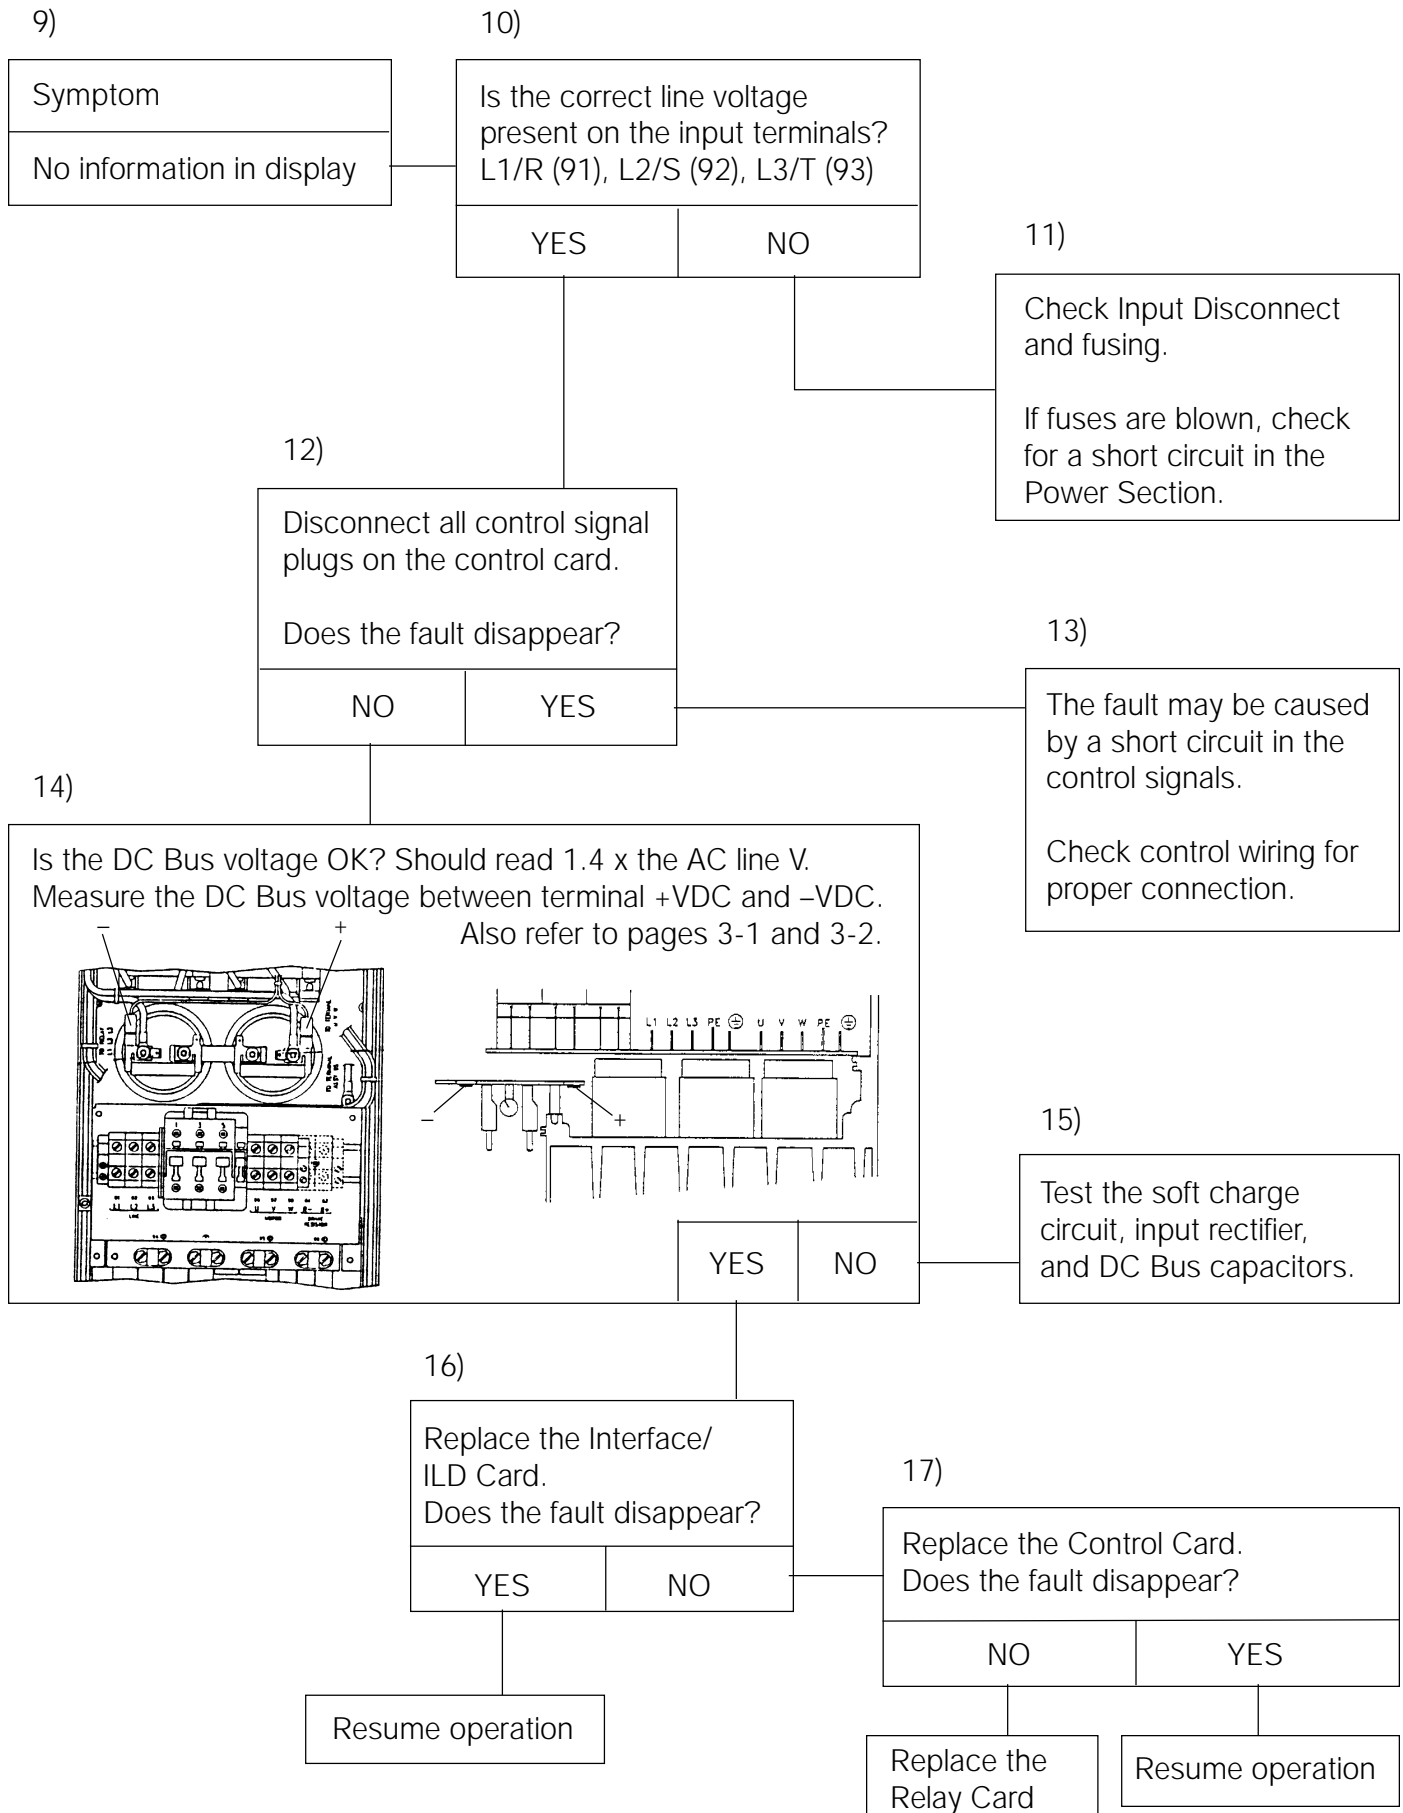 9)
Symptom
No information in display
10)
Is the correct line voltage
present on the input terminals?
L1/R (91), L2/S (92), L3/T (93)
YES
NO
11)
Check Input Disconnect
and fusing.
If fuses are blown, check
for a short circuit in the
Power Section.
12)
Disconnect all control signal
plugs on the control card.
Does the fault disappear?
NO
YES
13)
The fault may be caused
by a short circuit in the
control signals.
Check control wiring for
proper connection.
14)
Is the DC Bus voltage OK? Should read 1.4 x the AC line V.
Measure the DC Bus voltage between terminal +VDC and –VDC.
Also refer to pages 3-1 and 3-2.
– +
L1 L2 L3 PE U V W PE
– +
L1 L2 L3 U V W R- R+
LINE
YES
NO
15)
Test the soft charge
circuit, input rectifier,
and DC Bus capacitors.
16)
Replace the Interface/
ILD Card.
Does the fault disappear?
YES
NO
Resume operation
17)
Replace the Control Card.
Does the fault disappear?
NO
YES
Replace the
Relay Card
Resume operation